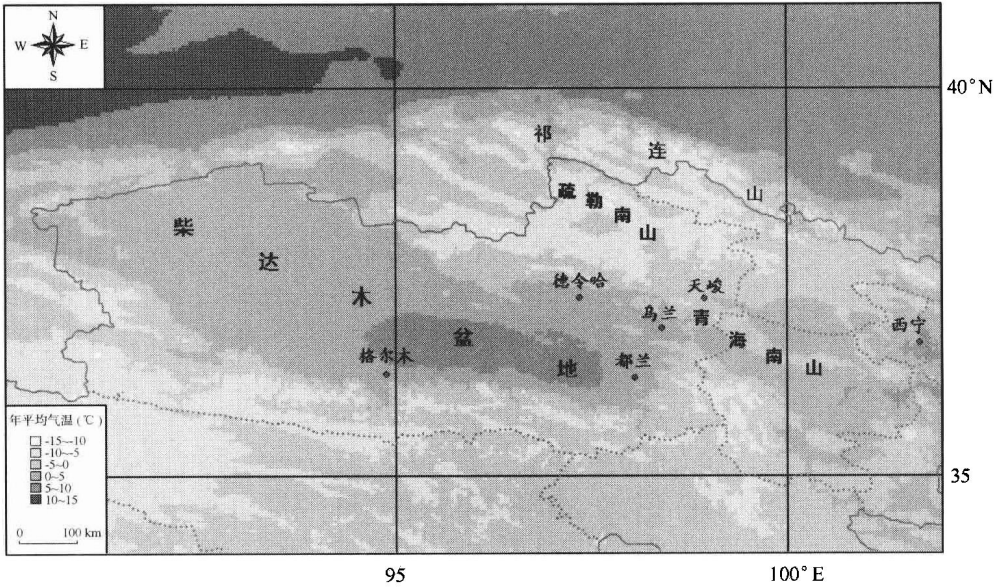 N
W E
S
40°N
祁
连
山
疏
勒
南
山
柴
达
木
盆
地
德令哈
天峻
乌兰
青
海
南
山
西宁
格尔木
都兰
年平均气温(℃)
-15~-10
-10~-5
-5~0
0~5
5~10
10~15
0 100 km
35
95
100°E